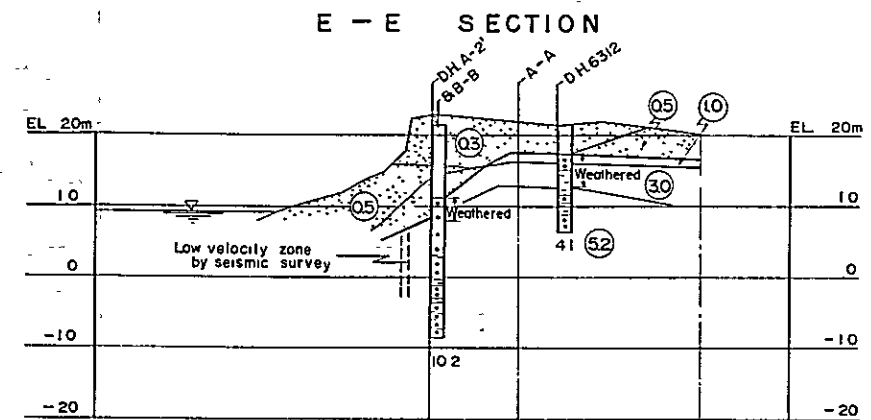 E - E SECTION
D.H. A-2'
& B-B
A - A
D.H. 6312
0.5
1.0
EL 20m
EL 20m
0.3
Weathered
10
0.5
Weathered
3.0
10
41
5.2
Low velocity zone
by seismic survey
0
0
-10
-10
10 2
-20
-20